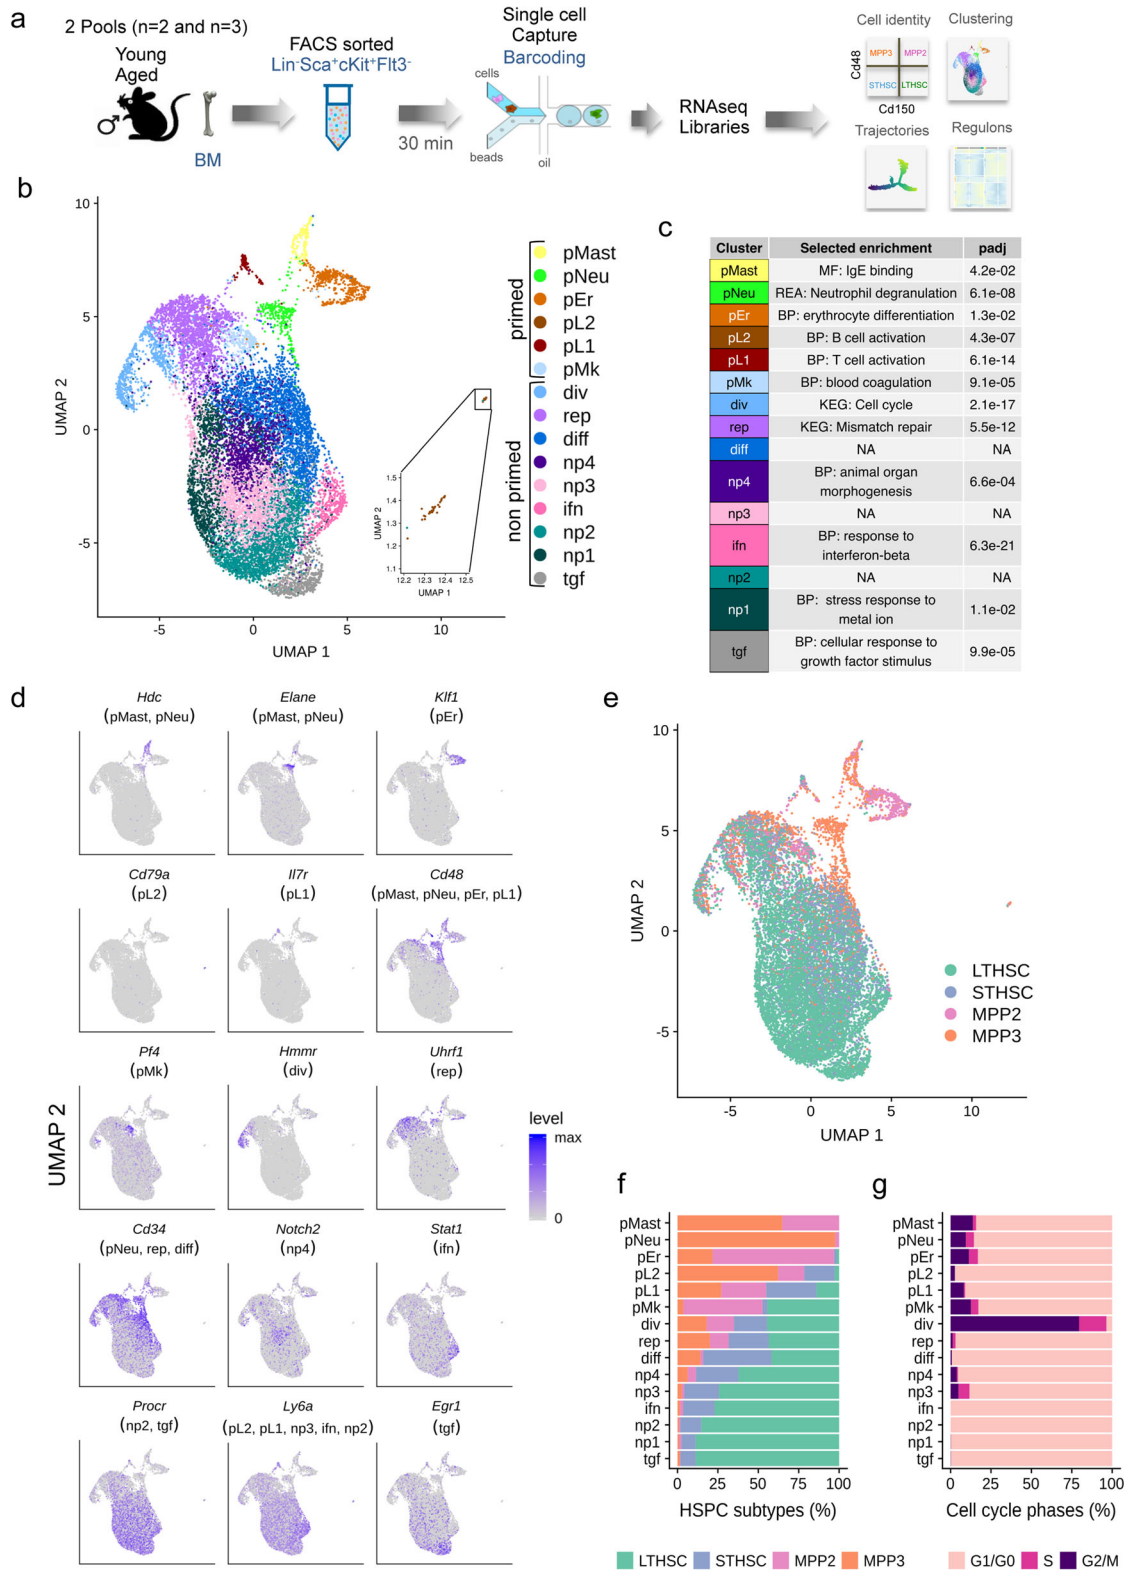 a
2 Pools (n=2 and n=3)
Young
Aged
BM
FACS sorted
Lin-Sca+cKit+Flt3-
30 min
Single cell
Capture
Barcoding
cells
beads
oil
RNAseq
Libraries
Cell identity
Clustering
Cd48
MPP3
MPP2
STHSC
LTHSC
Cd150
Trajectories
Regulons
b
UMAP 2
10
5
0
-5
-5
0
5
10
UMAP 1
UMAP 2
1.5
1.4
1.3
1.2
1.1
12.2
12.3
12.4
12.5
UMAP 1
primed
non primed
pMast
pNeu
pEr
pL2
pL1
pMk
div
rep
diff
np4
np3
ifn
np2
np1
tgf
c
Cluster Selected enrichment padj
pMast MF: IgE binding 4.2e-02
pNeu REA: Neutrophil degranulation 6.1e-08
pEr BP: erythrocyte differentiation 1.3e-02
pL2 BP: B cell activation 4.3e-07
pL1 BP: T cell activation 6.1e-14
pMk BP: blood coagulation 9.1e-05
div KEG: Cell cycle 2.1e-17
rep KEG: Mismatch repair 5.5e-12
diff NA NA
np4 BP: animal organ
morphogenesis 6.6e-04
np3 NA NA
ifn BP: response to
interferon-beta 6.3e-21
np2 NA NA
np1 BP: stress response to
metal ion 1.1e-02
tgf BP: cellular response to
growth factor stimulus 9.9e-05
d
Hdc
(pMast, pNeu)
Elane
(pMast, pNeu)
Klf1
(pEr)
Cd79a
(pL2)
Il7r
(pL1)
Cd48
(pMast, pNeu, pEr, pL1)
Pf4
(pMk)
Hmmr
(div)
Uhrf1
(rep)
Cd34
(pNeu, rep, diff)
Notch2
(np4)
Stat1
(ifn)
Procr
(np2, tgf)
Ly6a
(pL2, pL1, np3, ifn, np2)
Egr1
(tgf)
UMAP 2
level
max
0
e
UMAP 2
10
5
0
-5
-5
0
5
10
UMAP 1
LTHSC
STHSC
MPP2
MPP3
f
pMast
pNeu
pEr
pL2
pL1
pMk
div
rep
diff
np4
np3
ifn
np2
np1
tgf
0
25
50
75
100
HSPC subtypes (%)
LTHSC
STHSC
MPP2
MPP3
g
pMast
pNeu
pEr
pL2
pL1
pMk
div
rep
diff
np4
np3
ifn
np2
np1
tgf
0
25
50
75
100
Cell cycle phases (%)
G1/G0
S
G2/M